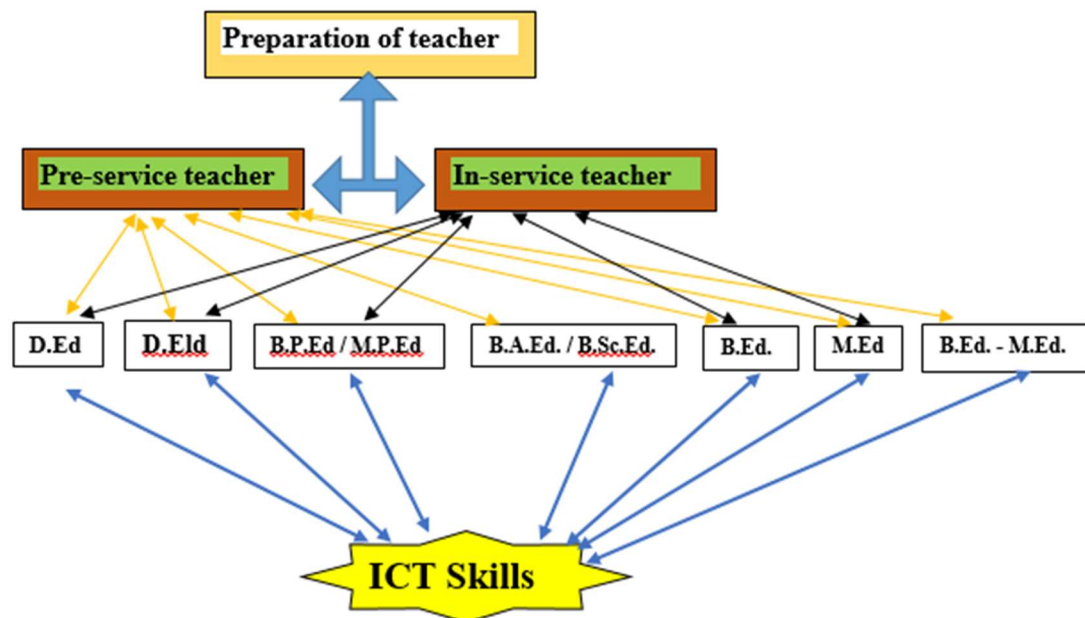 Preparation of teacher
Pre-service teacher
In-service teacher
D.Ed
D.Eld
B.P.Ed / M.P.Ed
B.A.Ed. / B.Sc.Ed.
B.Ed.
M.Ed
B.Ed. - M.Ed.
ICT Skills